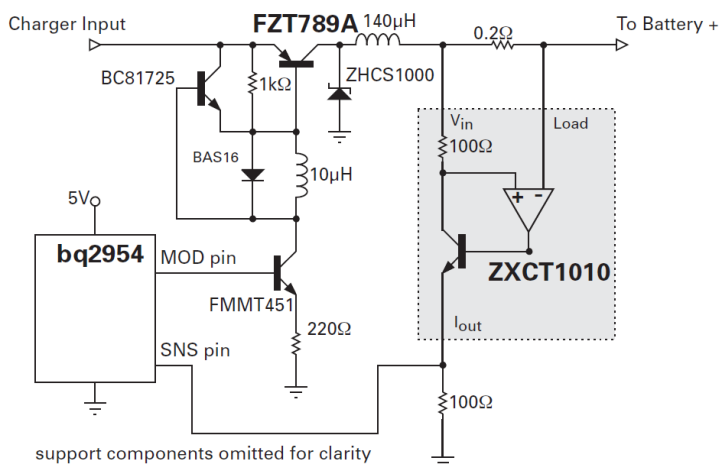 Charger Input
FZT789A
140µH
0.2Ω
To Battery +
BC81725
1kΩ
ZHCS1000
Vin
Load
100Ω
BAS16
10µH
+ -
5V
bq2954
MOD pin
ZXCT1010
FMMT451
220Ω
Iout
SNS pin
100Ω
support components omitted for clarity